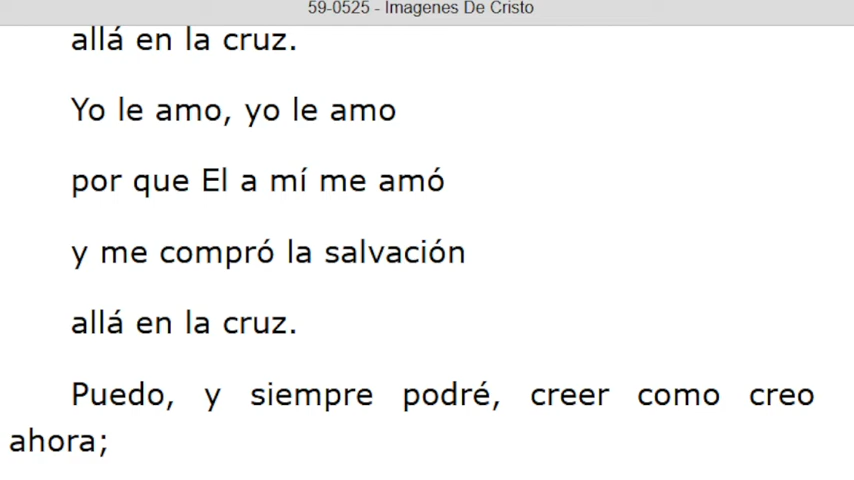 59-0525 - Imagenes De Cristo
allá en la cruz.
Yo le amo, yo le amo
por que El a mí me amó
y me compró la salvación
allá en la cruz.
Puedo, y siempre podré, creer como creo
ahora;